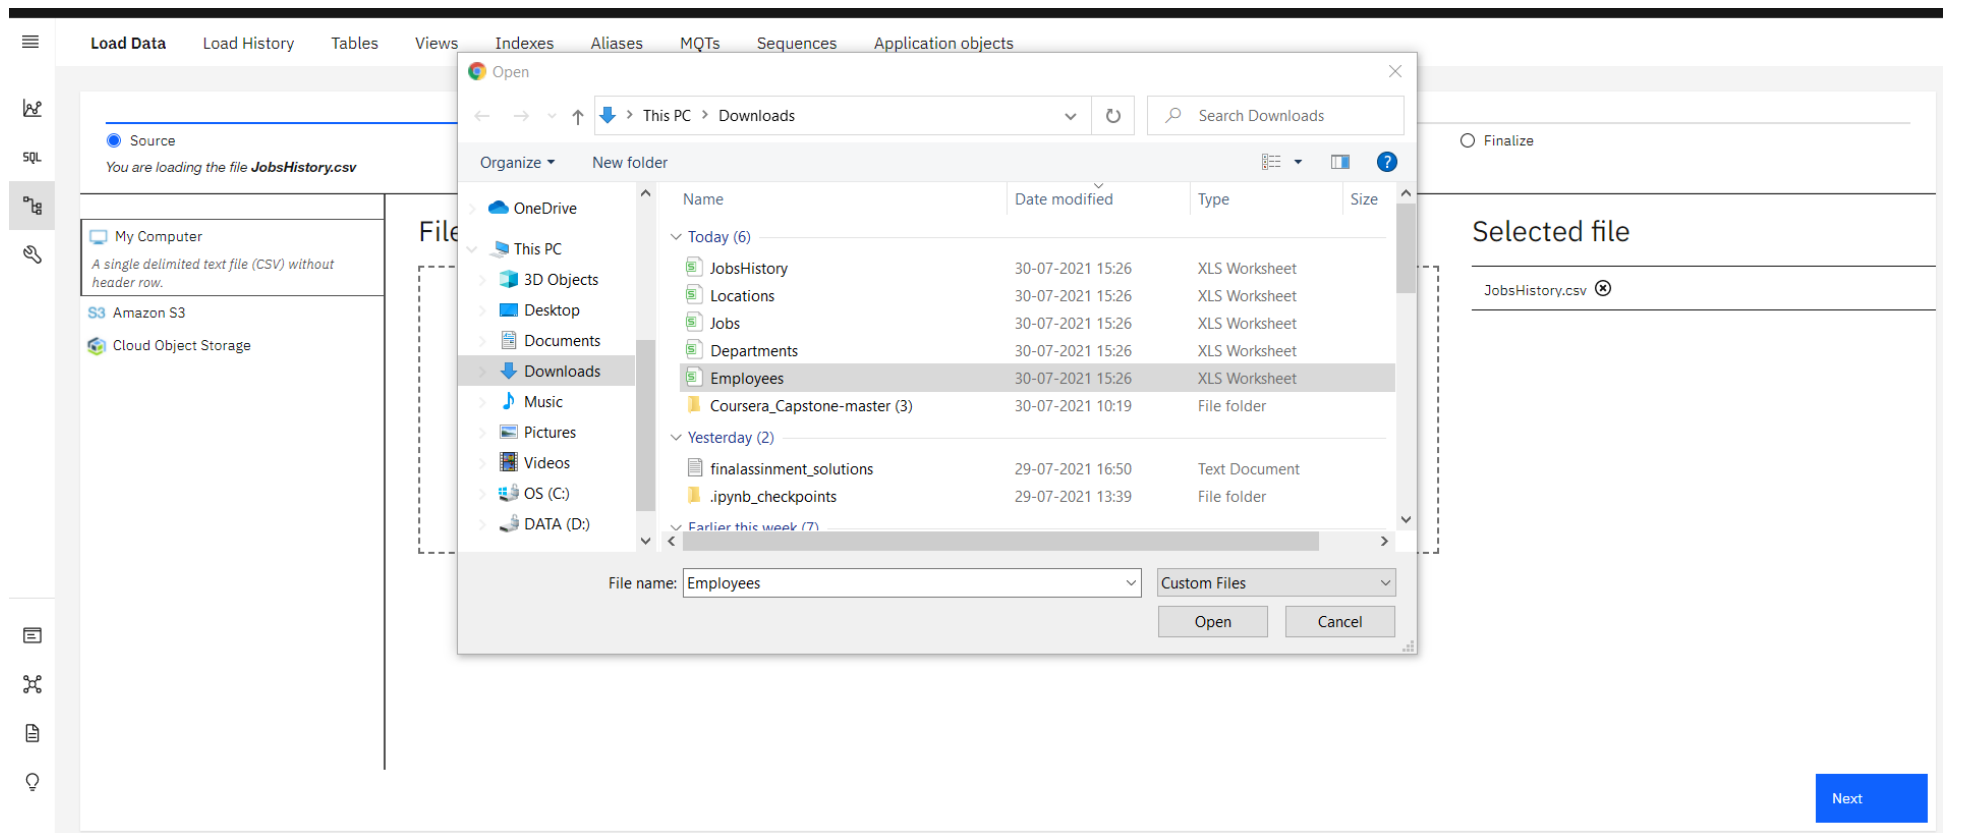 Load Data Load History Tables Views Indexes Aliases MQTs Sequences Application objects
SQL
Source
You are loading the file JobsHistory.csv
Finalize
My Computer
A single delimited text file (CSV) without
header row.
S3 Amazon S3
Cloud Object Storage
File
Open
This PC > Downloads
Search Downloads
Organize New folder
?
OneDrive
This PC
3D Objects
Desktop
Documents
Downloads
Music
Pictures
Videos
OS (C:)
DATA (D:)
Name Date modified Type Size
Today (6)
JobsHistory 30-07-2021 15:26 XLS Worksheet
Locations 30-07-2021 15:26 XLS Worksheet
Jobs 30-07-2021 15:26 XLS Worksheet
Departments 30-07-2021 15:26 XLS Worksheet
Employees 30-07-2021 15:26 XLS Worksheet
Coursera_Capstone-master (3) 30-07-2021 10:19 File folder
Yesterday (2)
finalassinment_solutions 29-07-2021 16:50 Text Document
.ipynb_checkpoints 29-07-2021 13:39 File folder
Earlier this week (7)
File name: Employees Custom Files
Open Cancel
Selected file
JobsHistory.csv
Next